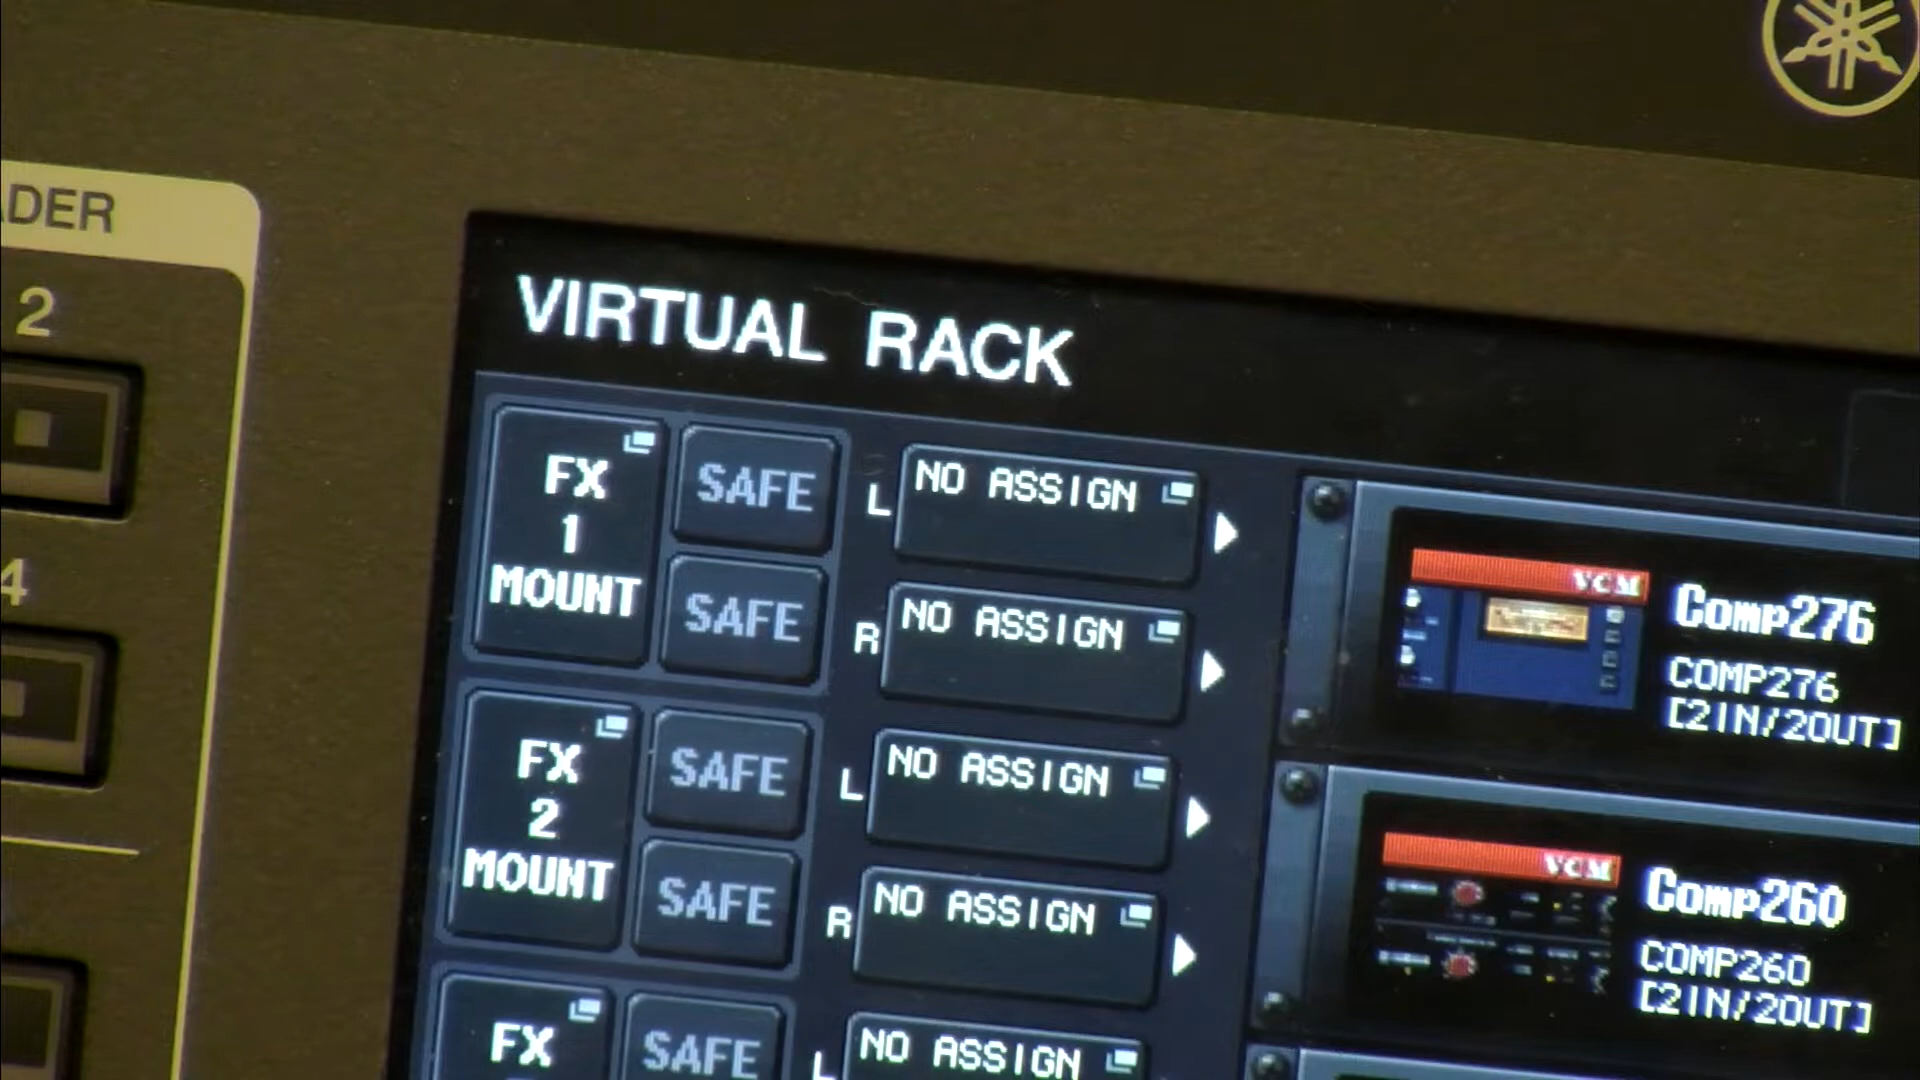 ADER
2
4
VIRTUAL RACK
FX
1
MOUNT
SAFE
SAFE
L
NO ASSIGN
R
NO ASSIGN
VCM
Comp276
COMP276
[2IN/2OUT]
FX
2
MOUNT
SAFE
SAFE
L
NO ASSIGN
R
NO ASSIGN
VCM
Comp260
COMP260
[2IN/2OUT]
FX
SAFE
L
NO ASSIGN